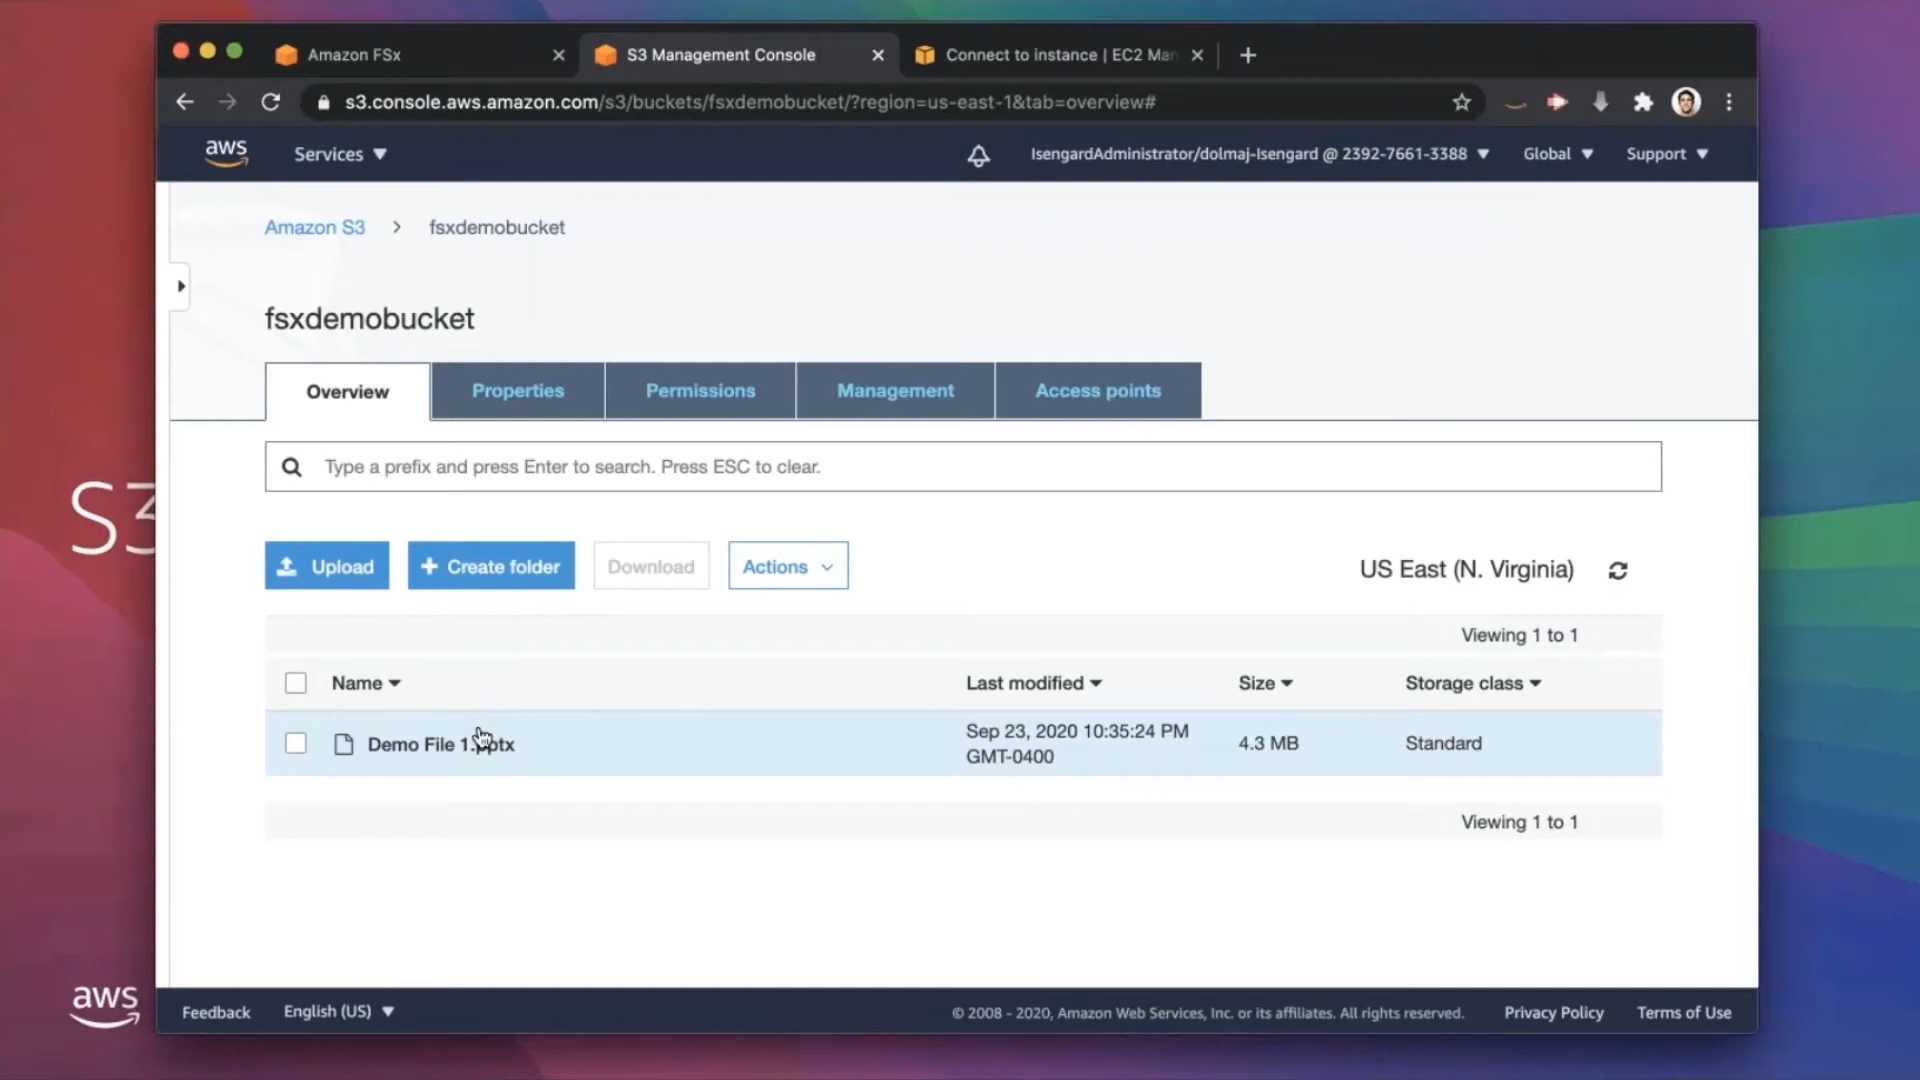 Amazon FSx
S3 Management Console
Connect to instance | EC2 Man
s3.console.aws.amazon.com/s3/buckets/fsxdemobucket/?region=us-east-1&tab=overview#
aws
Services
IsengardAdministrator/dolmaj-Isengard @ 2392-7661-3388
Global
Support
Amazon S3
fsxdemobucket
fsxdemobucket
Overview
Properties
Permissions
Management
Access points
Type a prefix and press Enter to search. Press ESC to clear.
S3
Upload
Create folder
Download
Actions
US East (N. Virginia)
Viewing 1 to 1
Name
Last modified
Size
Storage class
Demo File 1.pptx
Sep 23, 2020 10:35:24 PM
GMT-0400
4.3 MB
Standard
Viewing 1 to 1
aws
Feedback
English (US)
© 2008 - 2020, Amazon Web Services, Inc. or its affiliates. All rights reserved.
Privacy Policy
Terms of Use